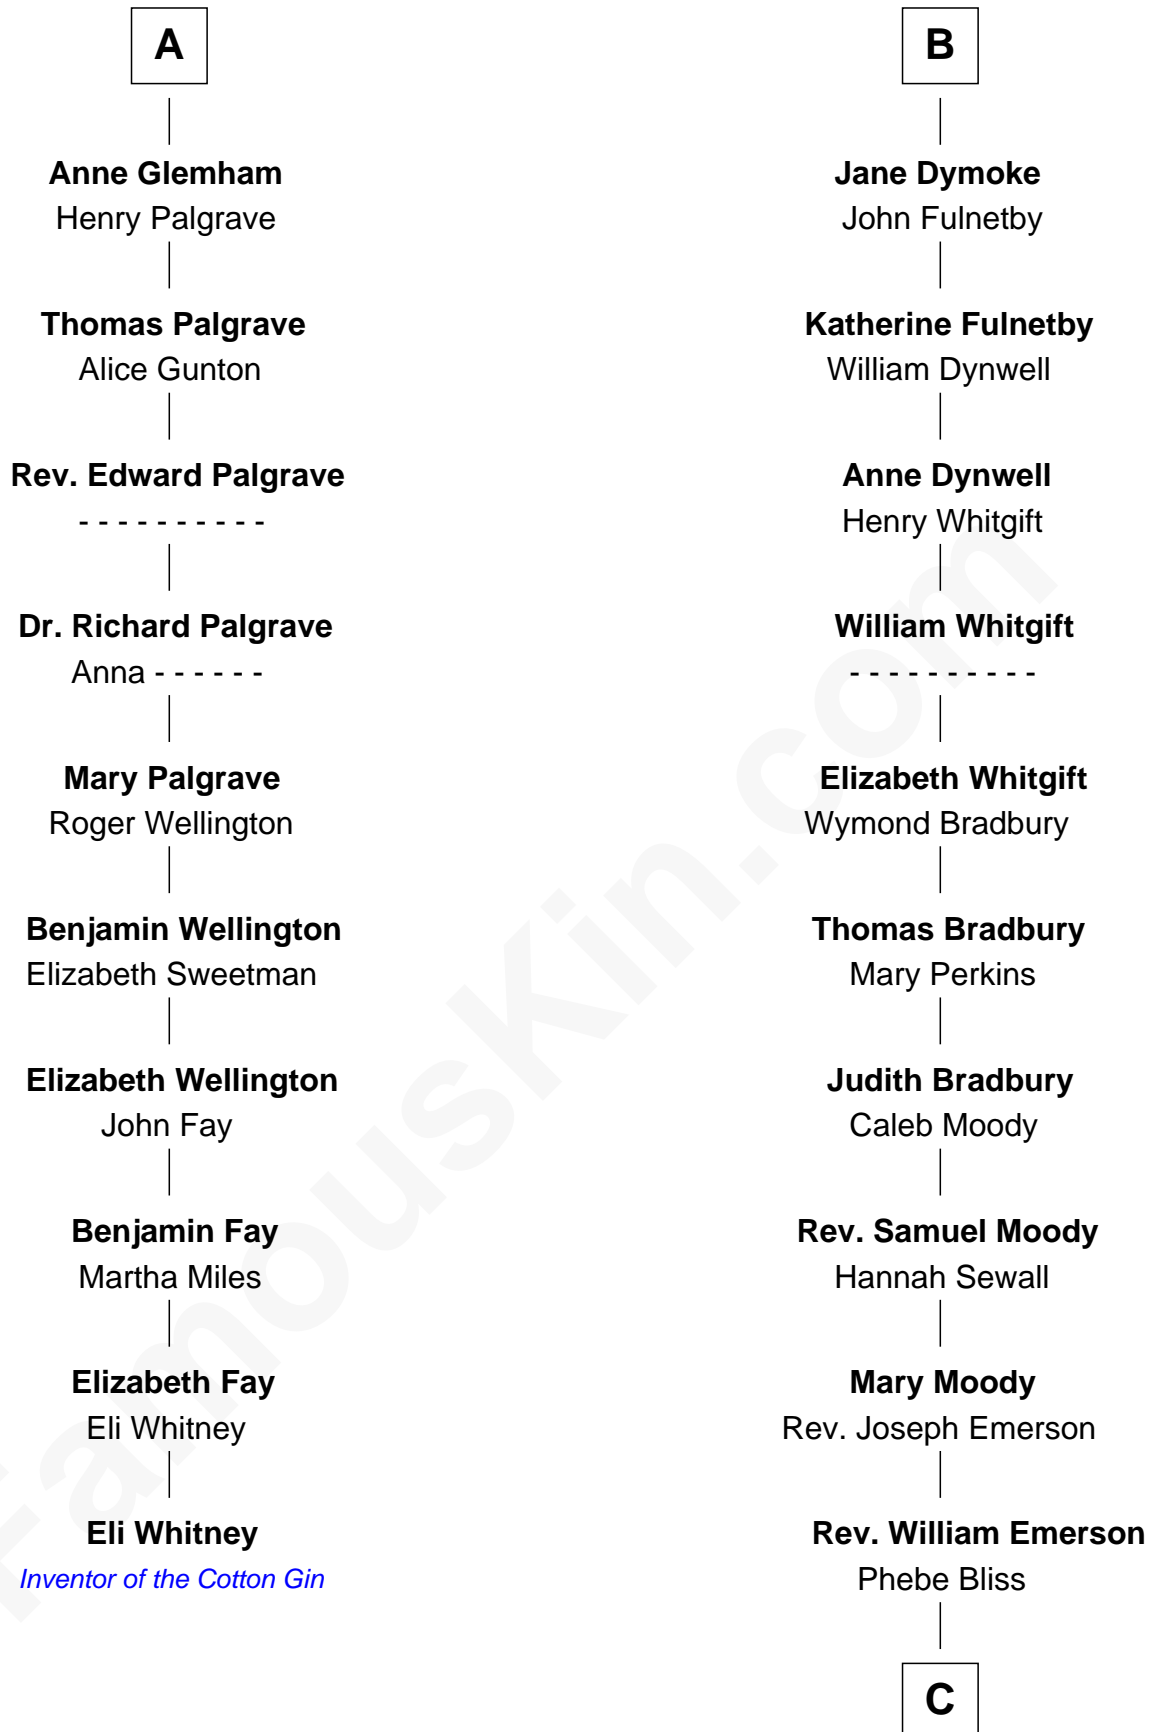 A
Anne Glemham
Henry Palgrave
Thomas Palgrave
Alice Gunton
Rev. Edward Palgrave
- - - - - - - - - -
Dr. Richard Palgrave
Anna - - - - - -
Mary Palgrave
Roger Wellington
Benjamin Wellington
Elizabeth Sweetman
Elizabeth Wellington
John Fay
Benjamin Fay
Martha Miles
Elizabeth Fay
Eli Whitney
Eli Whitney
Inventor of the Cotton Gin
B
Jane Dymoke
John Fulnetby
Katherine Fulnetby
William Dynwell
Anne Dynwell
Henry Whitgift
William Whitgift
- - - - - - - - - -
Elizabeth Whitgift
Wymond Bradbury
Thomas Bradbury
Mary Perkins
Judith Bradbury
Caleb Moody
Rev. Samuel Moody
Hannah Sewall
Mary Moody
Rev. Joseph Emerson
Rev. William Emerson
Phebe Bliss
C
FamousKin.com